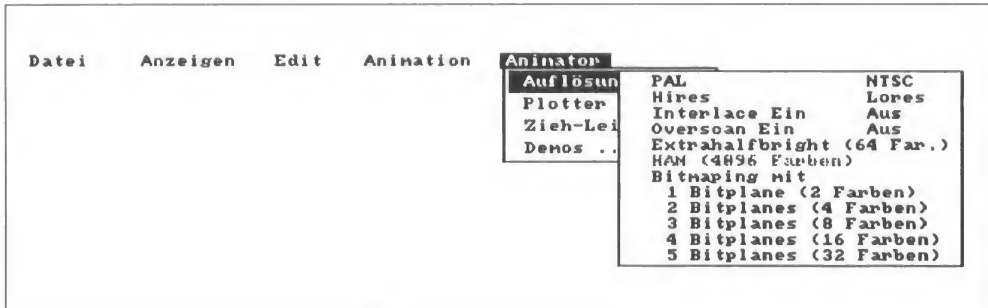 Datei Anzeigen Edit Animation Animator
Auflösun
Plotter
Zieh-Lei
Demos ..
PAL NTSC
Hires Lores
Interlace Ein Aus
Overscan Ein Aus
Extrahalfbright (64 Far.)
HAM (4096 Farben)
Bitmaping mit
1 Bitplane (2 Farben)
2 Bitplanes (4 Farben)
3 Bitplanes (8 Farben)
4 Bitplanes (16 Farben)
5 Bitplanes (32 Farben)